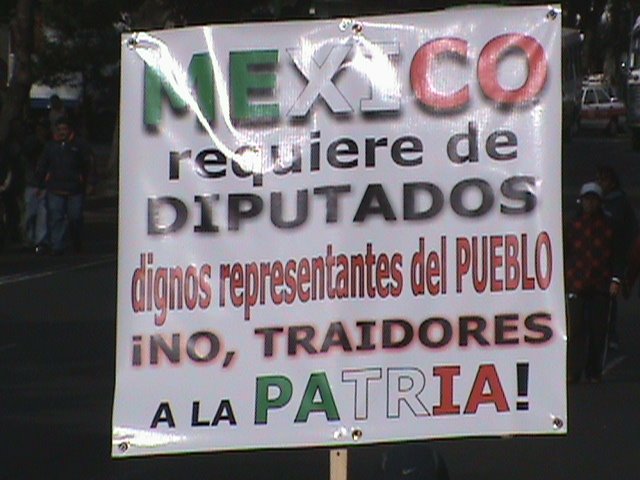 MEXICO
requiere de
DIPUTADOS
dignos representantes del PUEBLO
¡NO, TRAIDORES
A LA PATRIA!